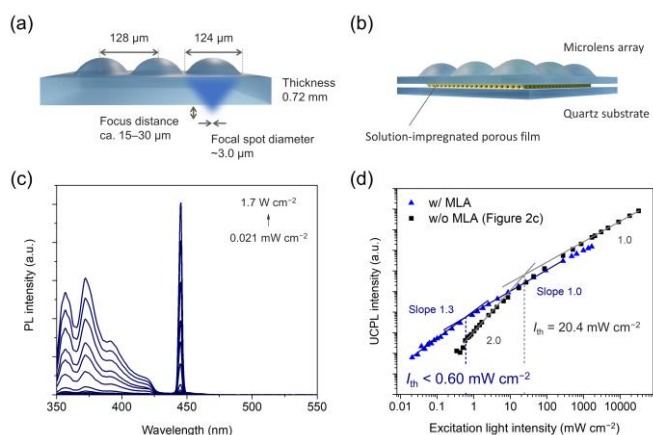 (a)
128 µm
124 µm
Thickness
0.72 mm
Focus distance
ca. 15–30 µm
Focal spot diameter
~3.0 µm
(b)
Microlens array
Quartz substrate
Solution-impregnated porous film
(c)
PL intensity (a.u.)
1.7 W cm⁻²
0.021 mW cm⁻²
350 400 450 500 550
Wavelength (nm)
(d)
UCPL intensity (a.u.)
w/ MLA
w/o MLA (Figure 2c)
1.0
Slope 1.3
Slope 1.0
2.0
Ith = 20.4 mW cm⁻²
Ith < 0.60 mW cm⁻²
0.01 0.1 1 10 100 1000 10000
Excitation light intensity (mW cm⁻²)